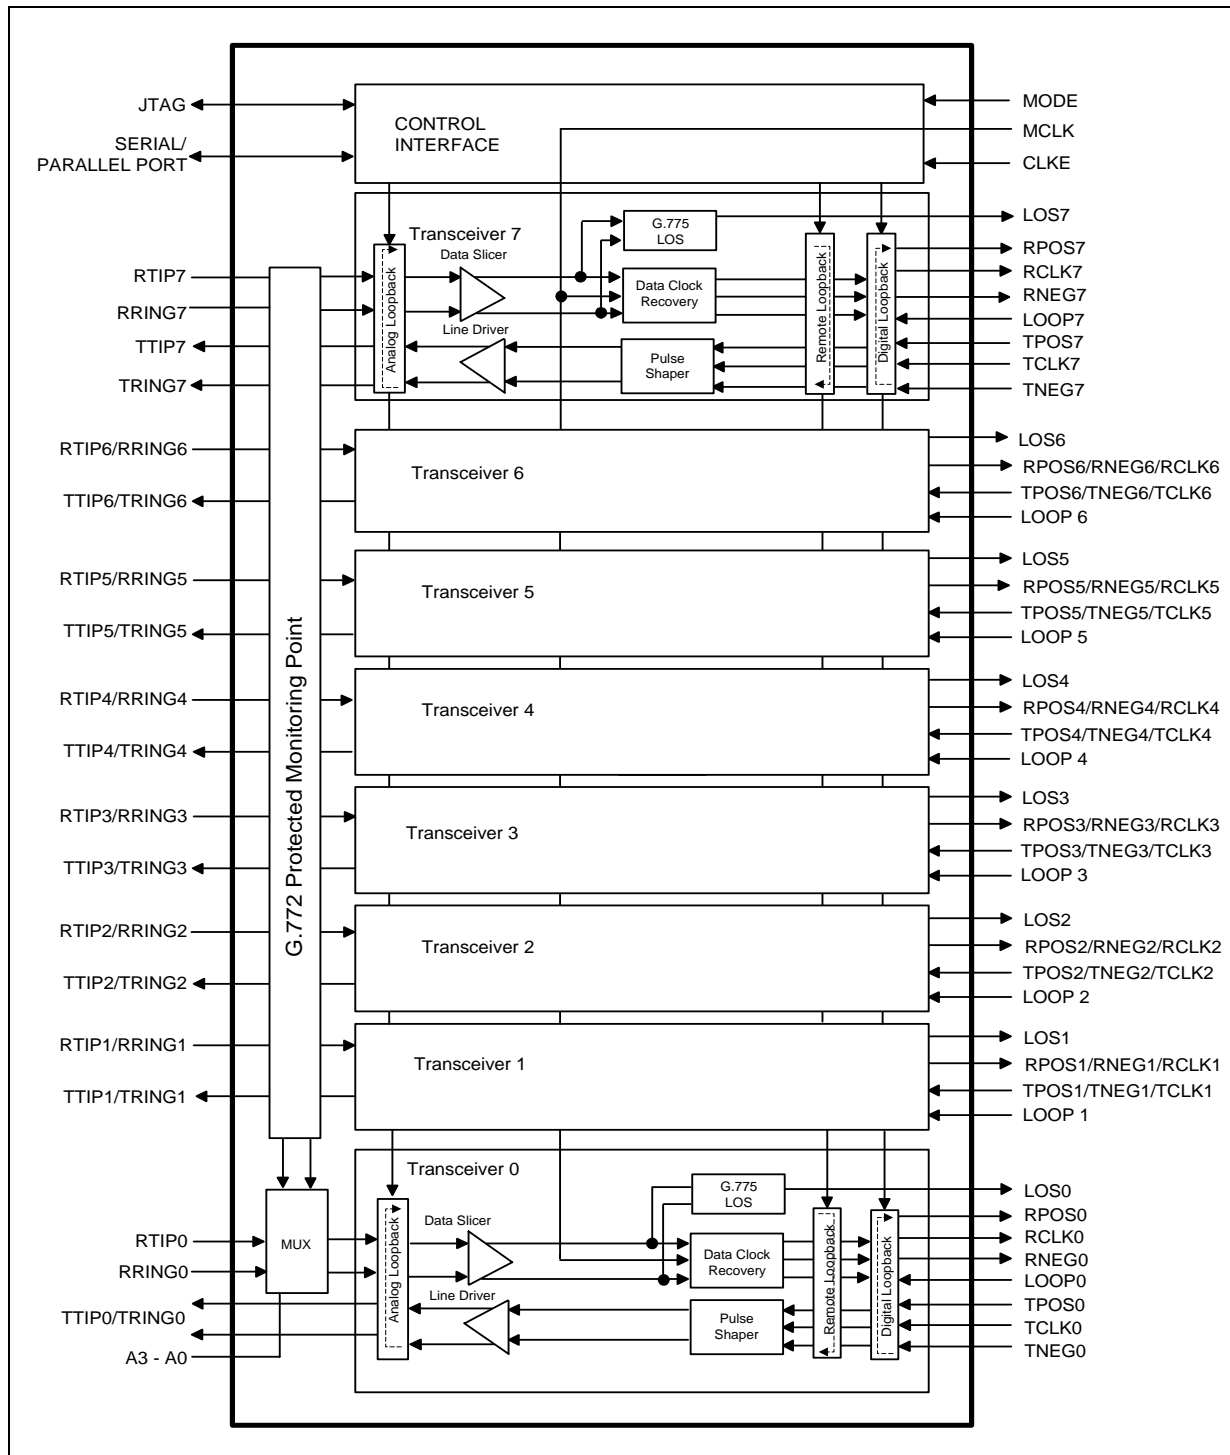 JTAG
SERIAL/
PARALLEL PORT
CONTROL
INTERFACE
MODE
MCLK
CLKE
Transceiver 7
Data Slicer
Line Driver
Analog Loopback
G.775
LOS
Data Clock
Recovery
Pulse
Shaper
Remote Loopback
Digital Loopback
RTIP7
RRING7
TTIP7
TRING7
LOS7
RPOS7
RCLK7
RNEG7
LOOP7
TPOS7
TCLK7
TNEG7
G.772 Protected Monitoring Point
RTIP6/RRING6
TTIP6/TRING6
Transceiver 6
LOS6
RPOS6/RNEG6/RCLK6
TPOS6/TNEG6/TCLK6
LOOP 6
RTIP5/RRING5
TTIP5/TRING5
Transceiver 5
LOS5
RPOS5/RNEG5/RCLK5
TPOS5/TNEG5/TCLK5
LOOP 5
RTIP4/RRING4
TTIP4/TRING4
Transceiver 4
LOS4
RPOS4/RNEG4/RCLK4
TPOS4/TNEG4/TCLK4
LOOP 4
RTIP3/RRING3
TTIP3/TRING3
Transceiver 3
LOS3
RPOS3/RNEG3/RCLK3
TPOS3/TNEG3/TCLK3
LOOP 3
RTIP2/RRING2
TTIP2/TRING2
Transceiver 2
LOS2
RPOS2/RNEG2/RCLK2
TPOS2/TNEG2/TCLK2
LOOP 2
RTIP1/RRING1
TTIP1/TRING1
Transceiver 1
LOS1
RPOS1/RNEG1/RCLK1
TPOS1/TNEG1/TCLK1
LOOP 1
RTIP0
RRING0
TTIP0/TRING0
A3 - A0
MUX
Transceiver 0
Analog Loopback
Data Slicer
Line Driver
G.775
LOS
Data Clock
Recovery
Pulse
Shaper
Remote Loopback
Digital Loopback
LOS0
RPOS0
RCLK0
RNEG0
LOOP0
TPOS0
TCLK0
TNEG0